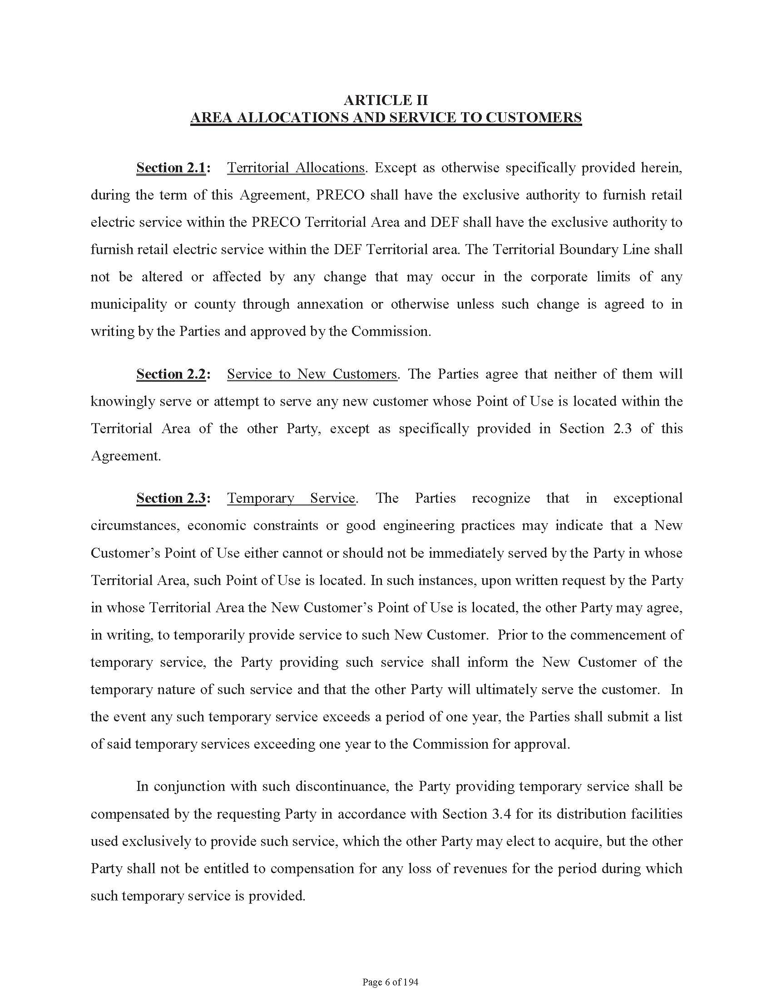 ARTICLE II
AREA ALLOCATIONS AND SERVICE TO CUSTOMERS
Section 2.1: Territorial Allocations. Except as otherwise specifically provided herein,
during the term of this Agreement, PRECO shall have the exclusive authority to furnish retail
electric service within the PRECO Territorial Area and DEF shall have the exclusive authority to
furnish retail electric service within the DEF Territorial area. The Territorial Boundary Line shall
not be altered or affected by any change that may occur in the corporate limits of any
municipality or county through annexation or otherwise unless such change is agreed to in
writing by the Parties and approved by the Commission.
Section 2.2: Service to New Customers. The Parties agree that neither of them will
knowingly serve or attempt to serve any new customer whose Point of Use is located within the
Territorial Area of the other Party, except as specifically provided in Section 2.3 of this
Agreement.
Section 2.3: Temporary Service. The Parties recognize that in exceptional
circumstances, economic constraints or good engineering practices may indicate that a New
Customer’s Point of Use either cannot or should not be immediately served by the Party in whose
Territorial Area, such Point of Use is located. In such instances, upon written request by the Party
in whose Territorial Area the New Customer’s Point of Use is located, the other Party may agree,
in writing, to temporarily provide service to such New Customer. Prior to the commencement of
temporary service, the Party providing such service shall inform the New Customer of the
temporary nature of such service and that the other Party will ultimately serve the customer. In
the event any such temporary service exceeds a period of one year, the Parties shall submit a list
of said temporary services exceeding one year to the Commission for approval.
In conjunction with such discontinuance, the Party providing temporary service shall be
compensated by the requesting Party in accordance with Section 3.4 for its distribution facilities
used exclusively to provide such service, which the other Party may elect to acquire, but the other
Party shall not be entitled to compensation for any loss of revenues for the period during which
such temporary service is provided.
Page 6 of 194